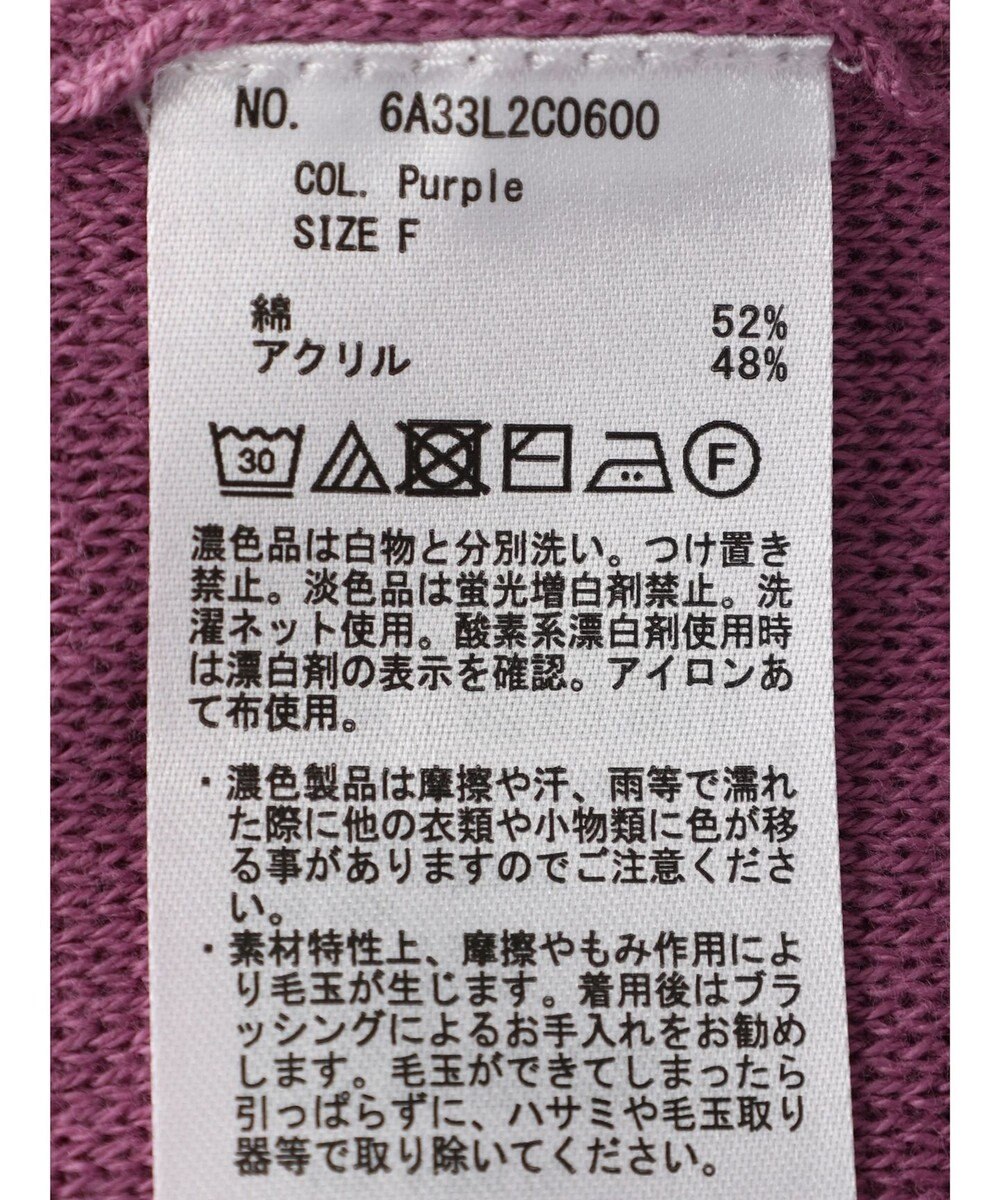 NO. 6A33L2C0600
COL. Purple
SIZE F
綿 52%
アクリル 48%
30 F
濃色品は白物と分別洗い。つけ置き
禁止。淡色品は蛍光増白剤禁止。洗
濯ネット使用。酸素系漂白剤使用時
は漂白剤の表示を確認。アイロンあ
て布使用。
・濃色製品は摩擦や汗、雨等で濡れ
た際に他の衣類や小物類に色が移
る事がありますのでご注意くださ
い。
・素材特性上、摩擦やもみ作用によ
り毛玉が生じます。着用後はブラ
ッシングによるお手入れをお勧め
します。毛玉ができてしまったら
引っぱらずに、ハサミや毛玉取り
器等で取り除いてください。